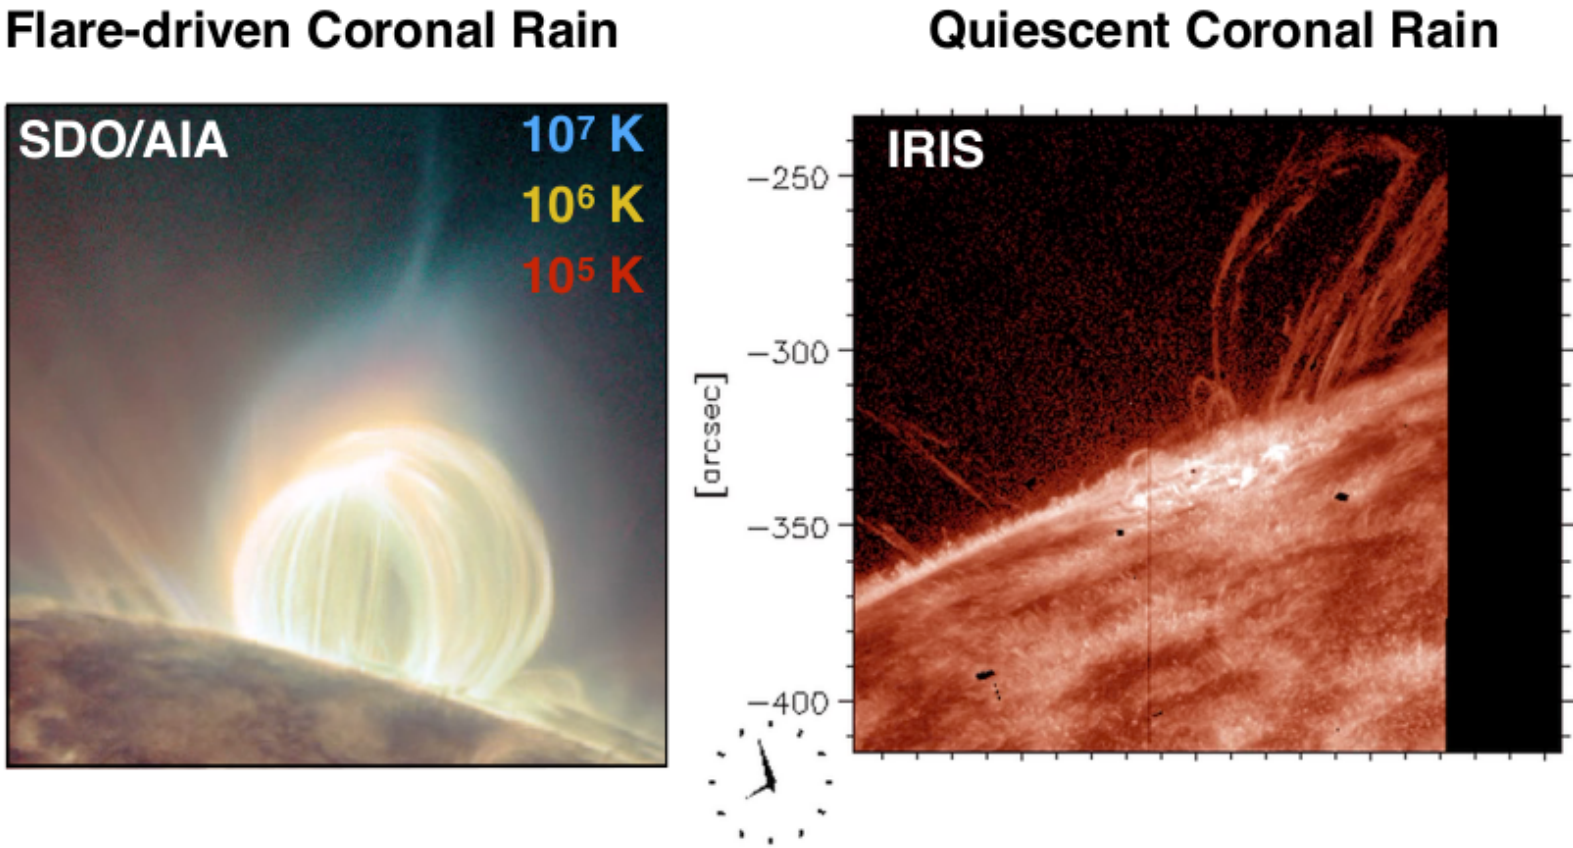 Flare-driven Coronal Rain
Quiescent Coronal Rain
SDO/AIA
10⁷ K
10⁶ K
10⁵ K
IRIS
[arcsec]
−250
−300
−350
−400